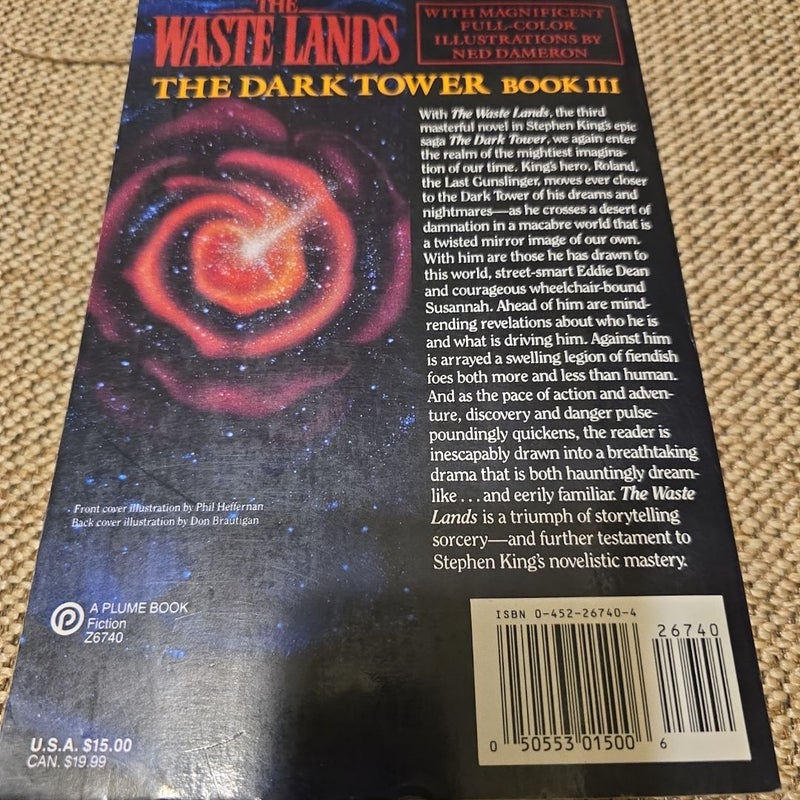 THE
WASTE LANDS
WITH MAGNIFICENT
FULL-COLOR
ILLUSTRATIONS BY
NED DAMERON
THE DARK TOWER BOOK III
With The Waste Lands, the third
masterful novel in Stephen King's epic
saga The Dark Tower, we again enter
the realm of the mightiest imagina-
tion of our time. King's hero, Roland,
the Last Gunslinger, moves ever closer
to the Dark Tower of his dreams and
nightmares—as he crosses a desert of
damnation in a macabre world that is
a twisted mirror image of our own.
With him are those he has drawn to
this world, street-smart Eddie Dean
and courageous wheelchair-bound
Susannah. Ahead of him are mind-
rending revelations about who he is
and what is driving him. Against him
is arrayed a swelling legion of fiendish
foes both more and less than human.
And as the pace of action and adven-
ture, discovery and danger pulse-
poundingly quickens, the reader is
inescapably drawn into a breathtaking
drama that is both hauntingly dream-
like . . . and eerily familiar. The Waste
Lands is a triumph of storytelling
sorcery—and further testament to
Stephen King's novelistic mastery.
Front cover illustration by Phil Heffernan
Back cover illustration by Don Brautigan
P
A PLUME BOOK
Fiction
Z6740
U.S.A. $15.00
CAN. $19.99
ISBN 0-452-26740-4
26740
0 50553 01500 6